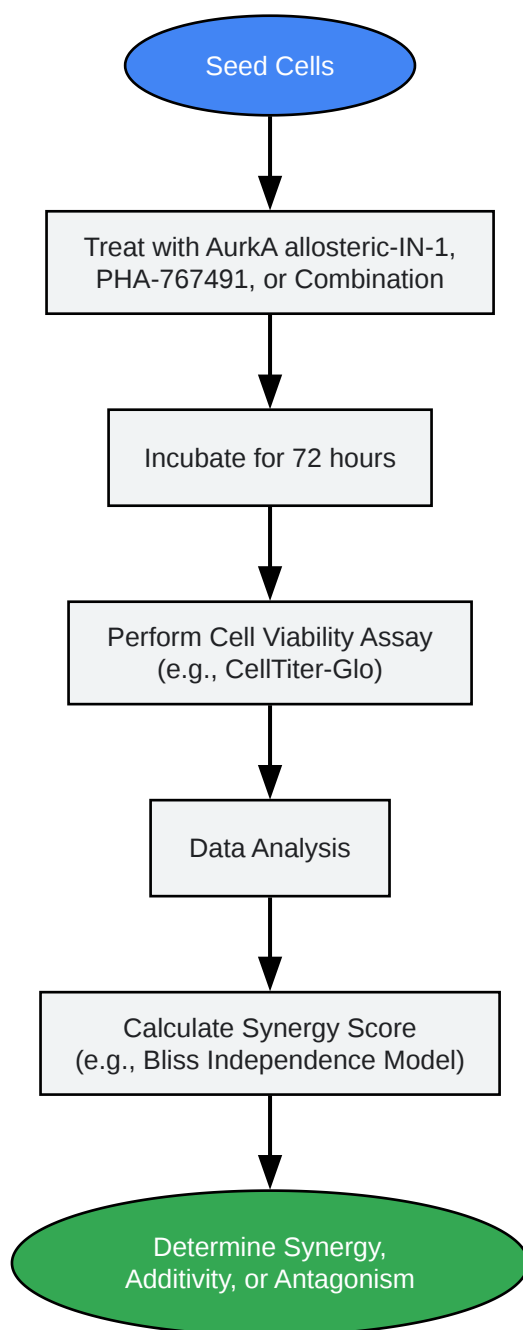 Seed Cells
Treat with AurkA allosteric-IN-1,
PHA-767491, or Combination
Incubate for 72 hours
Perform Cell Viability Assay
(e.g., CellTiter-Glo)
Data Analysis
Calculate Synergy Score
(e.g., Bliss Independence Model)
Determine Synergy,
Additivity, or Antagonism